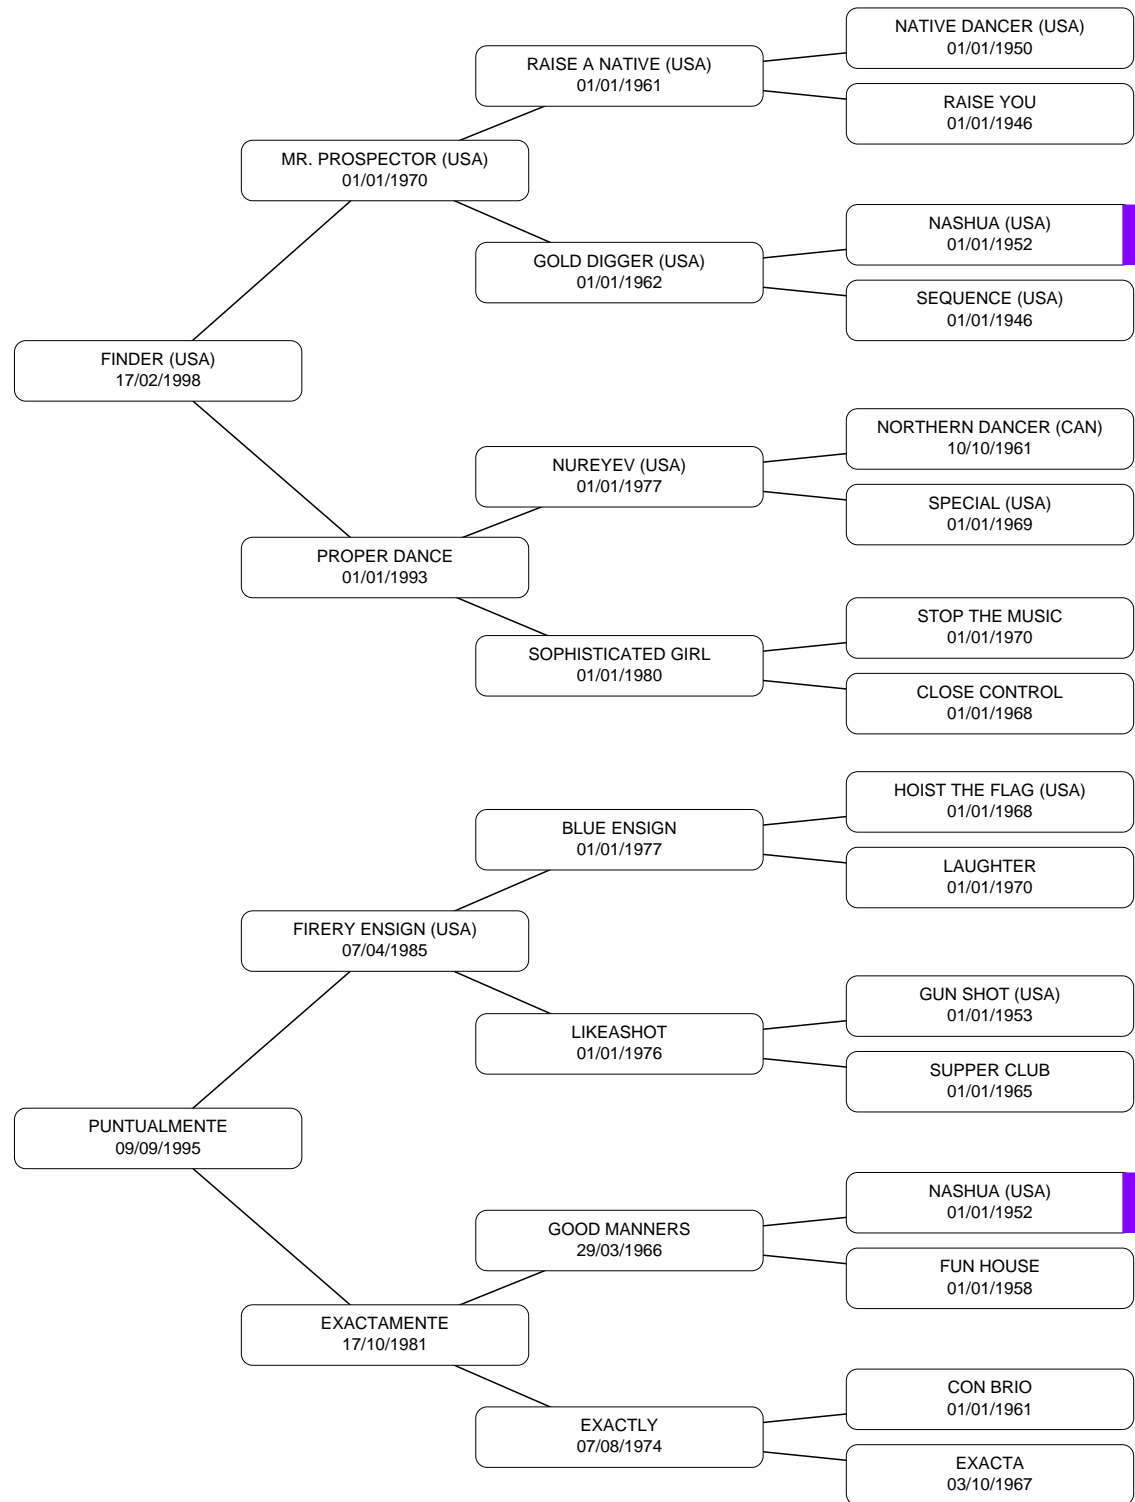 NATIVE DANCER (USA)
01/01/1950
RAISE A NATIVE (USA)
01/01/1961
RAISE YOU
01/01/1946
MR. PROSPECTOR (USA)
01/01/1970
NASHUA (USA)
01/01/1952
GOLD DIGGER (USA)
01/01/1962
SEQUENCE (USA)
01/01/1946
FINDER (USA)
17/02/1998
NORTHERN DANCER (CAN)
10/10/1961
NUREYEV (USA)
01/01/1977
SPECIAL (USA)
01/01/1969
PROPER DANCE
01/01/1993
STOP THE MUSIC
01/01/1970
SOPHISTICATED GIRL
01/01/1980
CLOSE CONTROL
01/01/1968
HOIST THE FLAG (USA)
01/01/1968
BLUE ENSIGN
01/01/1977
LAUGHTER
01/01/1970
FIRERY ENSIGN (USA)
07/04/1985
GUN SHOT (USA)
01/01/1953
LIKEASHOT
01/01/1976
SUPPER CLUB
01/01/1965
PUNTUALMENTE
09/09/1995
NASHUA (USA)
01/01/1952
GOOD MANNERS
29/03/1966
FUN HOUSE
01/01/1958
EXACTAMENTE
17/10/1981
CON BRIO
01/01/1961
EXACTLY
07/08/1974
EXACTA
03/10/1967